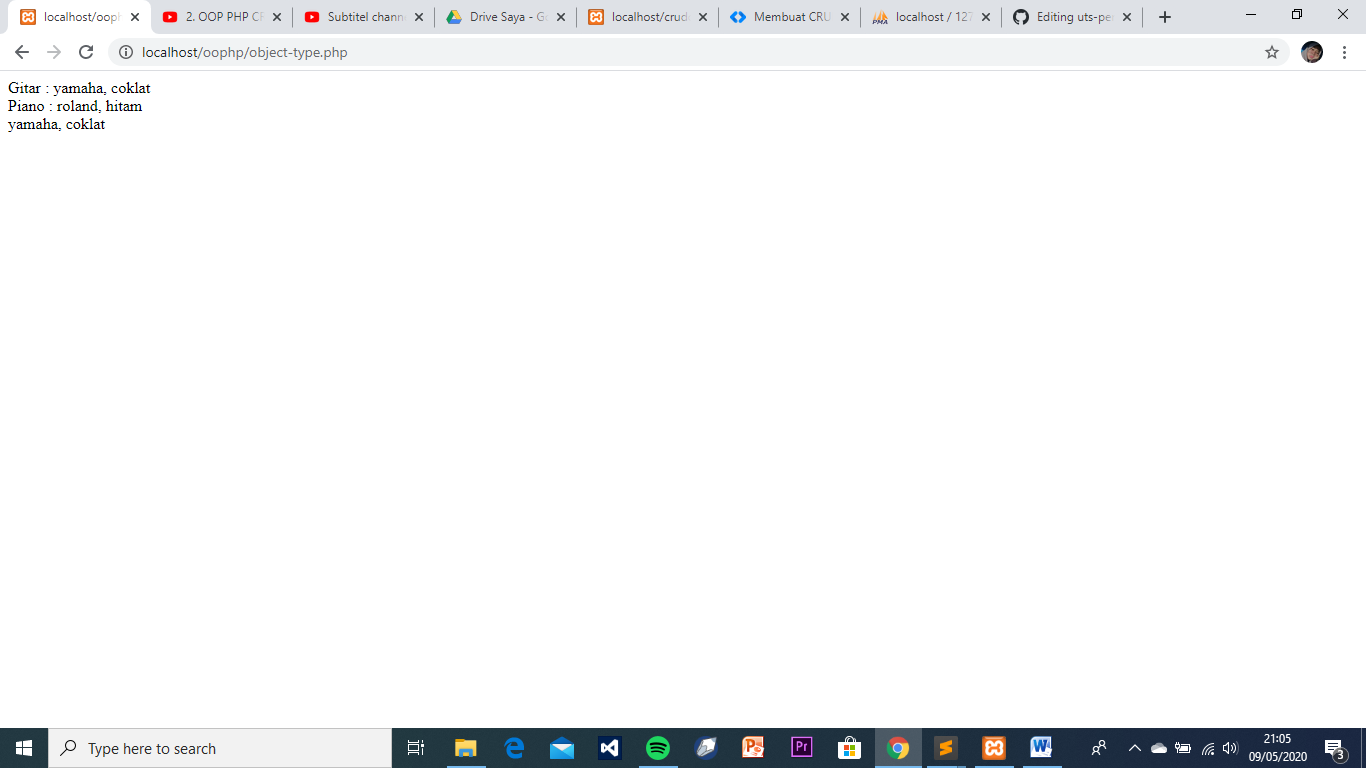 localhost/ooph
2. OOP PHP
Subtitel chann
Drive Saya - Go
localhost/crud
Membuat CRU
localhost / 127
Editing uts-pe
localhost/oophp/object-type.php
Gitar : yamaha, coklat
Piano : roland, hitam
yamaha, coklat
Type here to search
21:05
09/05/2020
3